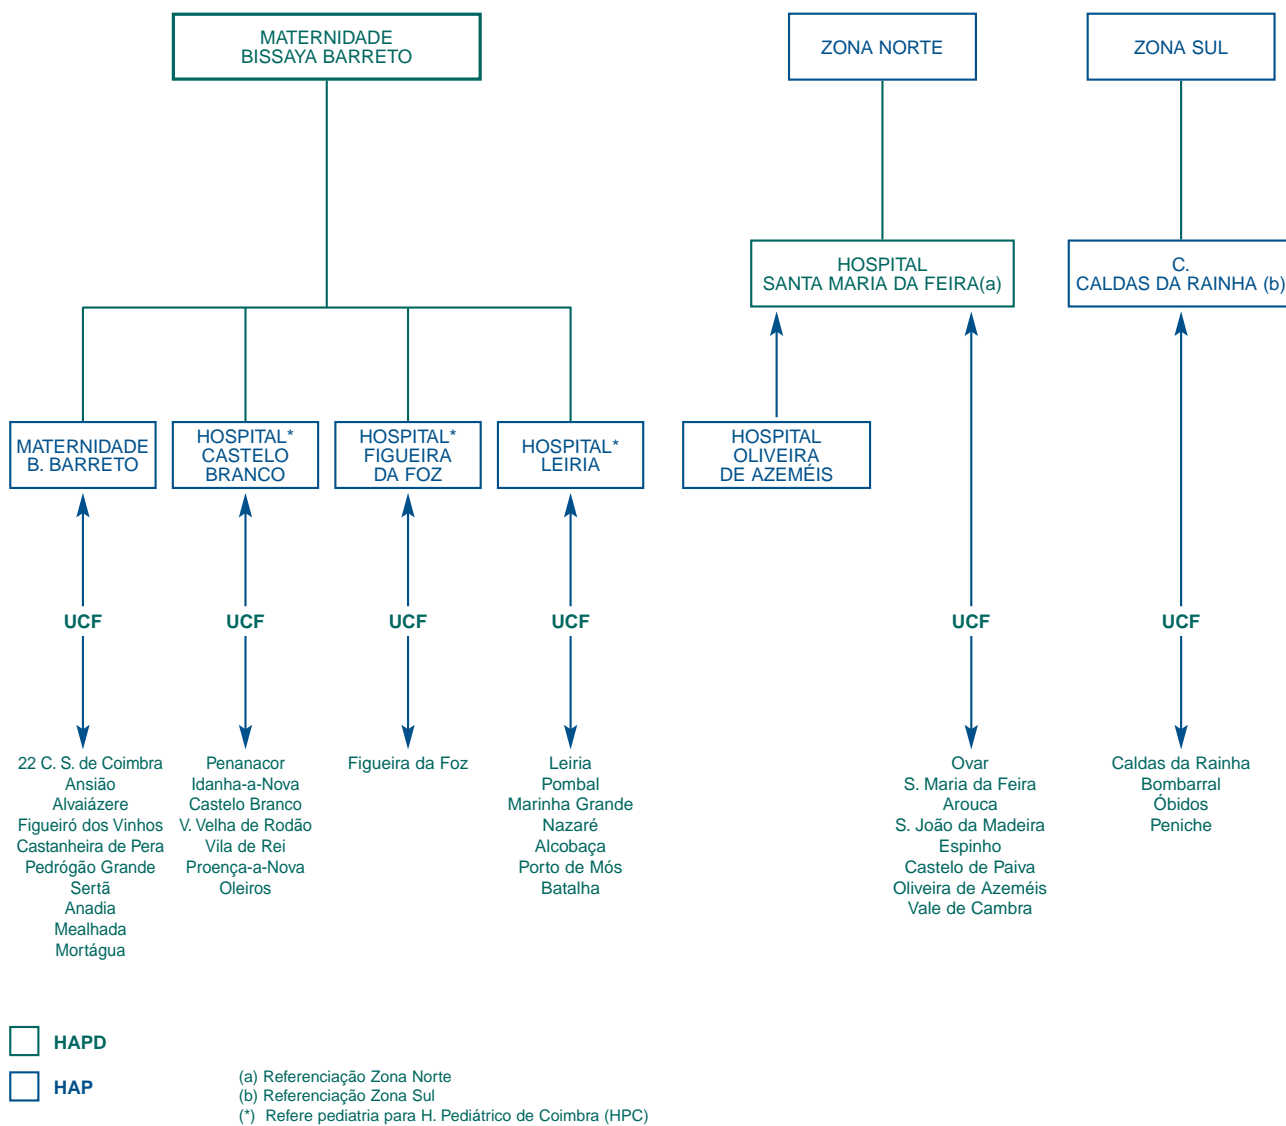 MATERNIDADE
BISSAYA BARRETO
ZONA NORTE
ZONA SUL
HOSPITAL
SANTA MARIA DA FEIRA(a)
C.
CALDAS DA RAINHA (b)
MATERNIDADE
B. BARRETO
HOSPITAL*
CASTELO
BRANCO
HOSPITAL*
FIGUEIRA
DA FOZ
HOSPITAL*
LEIRIA
HOSPITAL
OLIVEIRA
DE AZEMÉIS
UCF
UCF
UCF
UCF
UCF
UCF
22 C. S. de Coimbra
Ansião
Alvaiázere
Figueiró dos Vinhos
Castanheira de Pera
Pedrógão Grande
Sertã
Anadia
Mealhada
Mortágua
Penanacor
Idanha-a-Nova
Castelo Branco
V. Velha de Rodão
Vila de Rei
Proença-a-Nova
Oleiros
Figueira da Foz
Leiria
Pombal
Marinha Grande
Nazaré
Alcobaça
Porto de Mós
Batalha
Ovar
S. Maria da Feira
Arouca
S. João da Madeira
Espinho
Castelo de Paiva
Oliveira de Azeméis
Vale de Cambra
Caldas da Rainha
Bombarral
Óbidos
Peniche
HAPD
HAP
(a) Referenciação Zona Norte
(b) Referenciação Zona Sul
(*) Refere pediatria para H. Pediátrico de Coimbra (HPC)